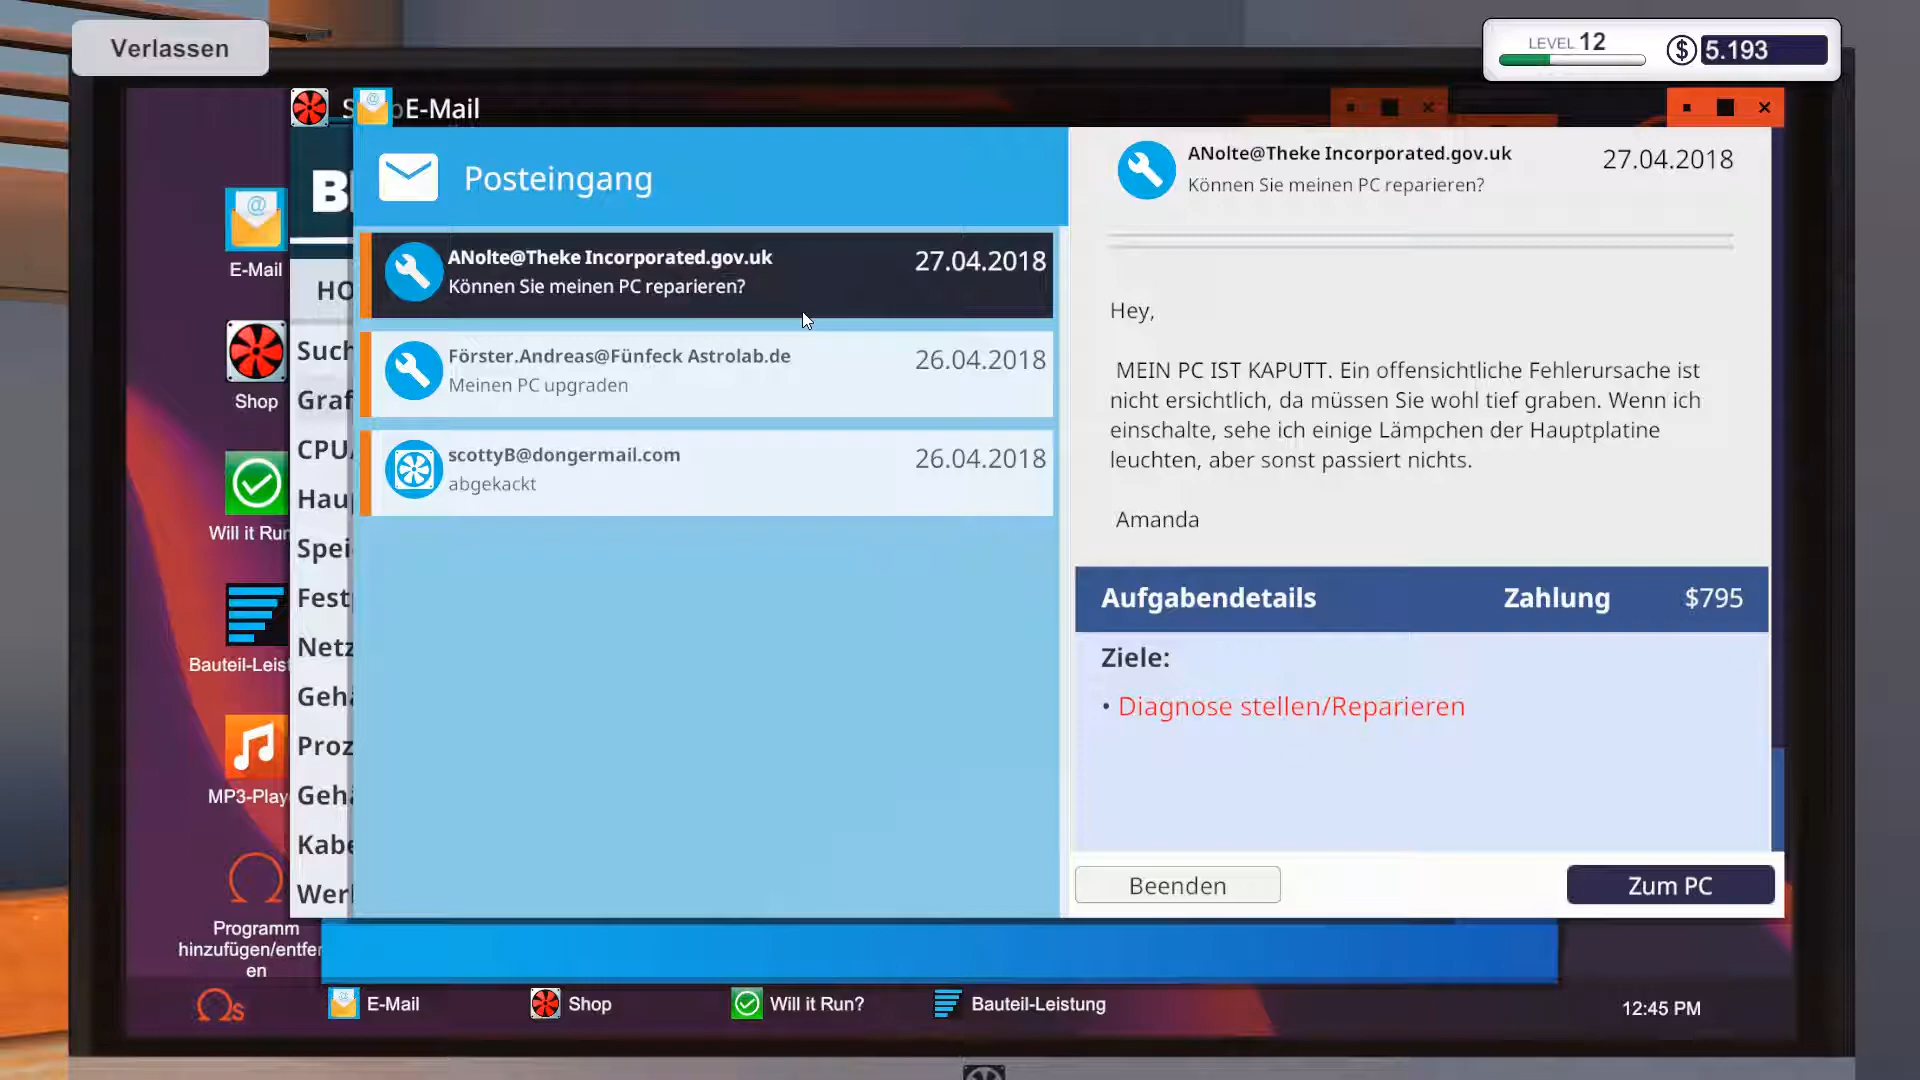 Verlassen
LEVEL 12
$ 5.193
E-Mail
Posteingang
ANolte@Theke Incorporated.gov.uk
27.04.2018
Können Sie meinen PC reparieren?
Förster.Andreas@Fünfeck Astrolab.de
26.04.2018
Meinen PC upgraden
scottyB@dongermail.com
26.04.2018
abgekackt
ANolte@Theke Incorporated.gov.uk
27.04.2018
Können Sie meinen PC reparieren?
Hey,
MEIN PC IST KAPUTT. Ein offensichtliche Fehlerursache ist
nicht ersichtlich, da müssen Sie wohl tief graben. Wenn ich
einschalte, sehe ich einige Lämpchen der Hauptplatine
leuchten, aber sonst passiert nichts.
Amanda
Aufgabendetails
Zahlung
$795
Ziele:
• Diagnose stellen/Reparieren
Beenden
Zum PC
E-Mail
Shop
Will it Run
Bauteil-Leist
MP3-Play
Programm
hinzufügen/entfer
en
HO
Such
Graf
CPU
Hau
Spei
Fest
Netz
Geh
Proz
Geh
Kabe
Werl
E-Mail
Shop
Will it Run?
Bauteil-Leistung
12:45 PM